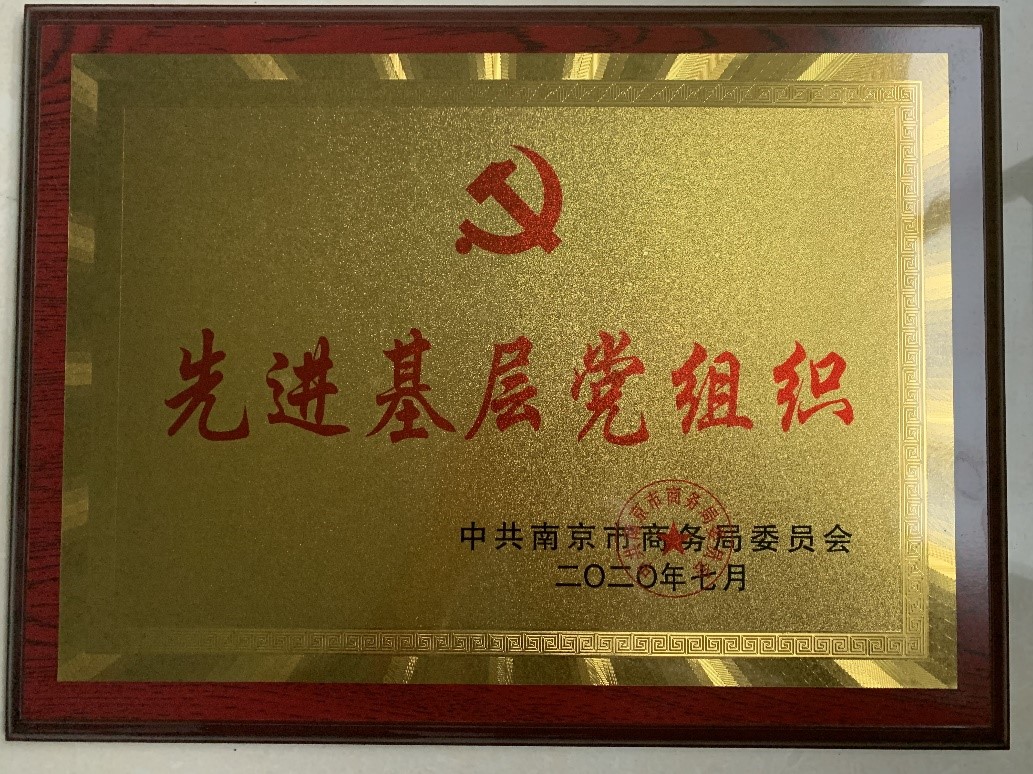 先进基层党组织
中共南京市商务局委员会
二〇二〇年七月